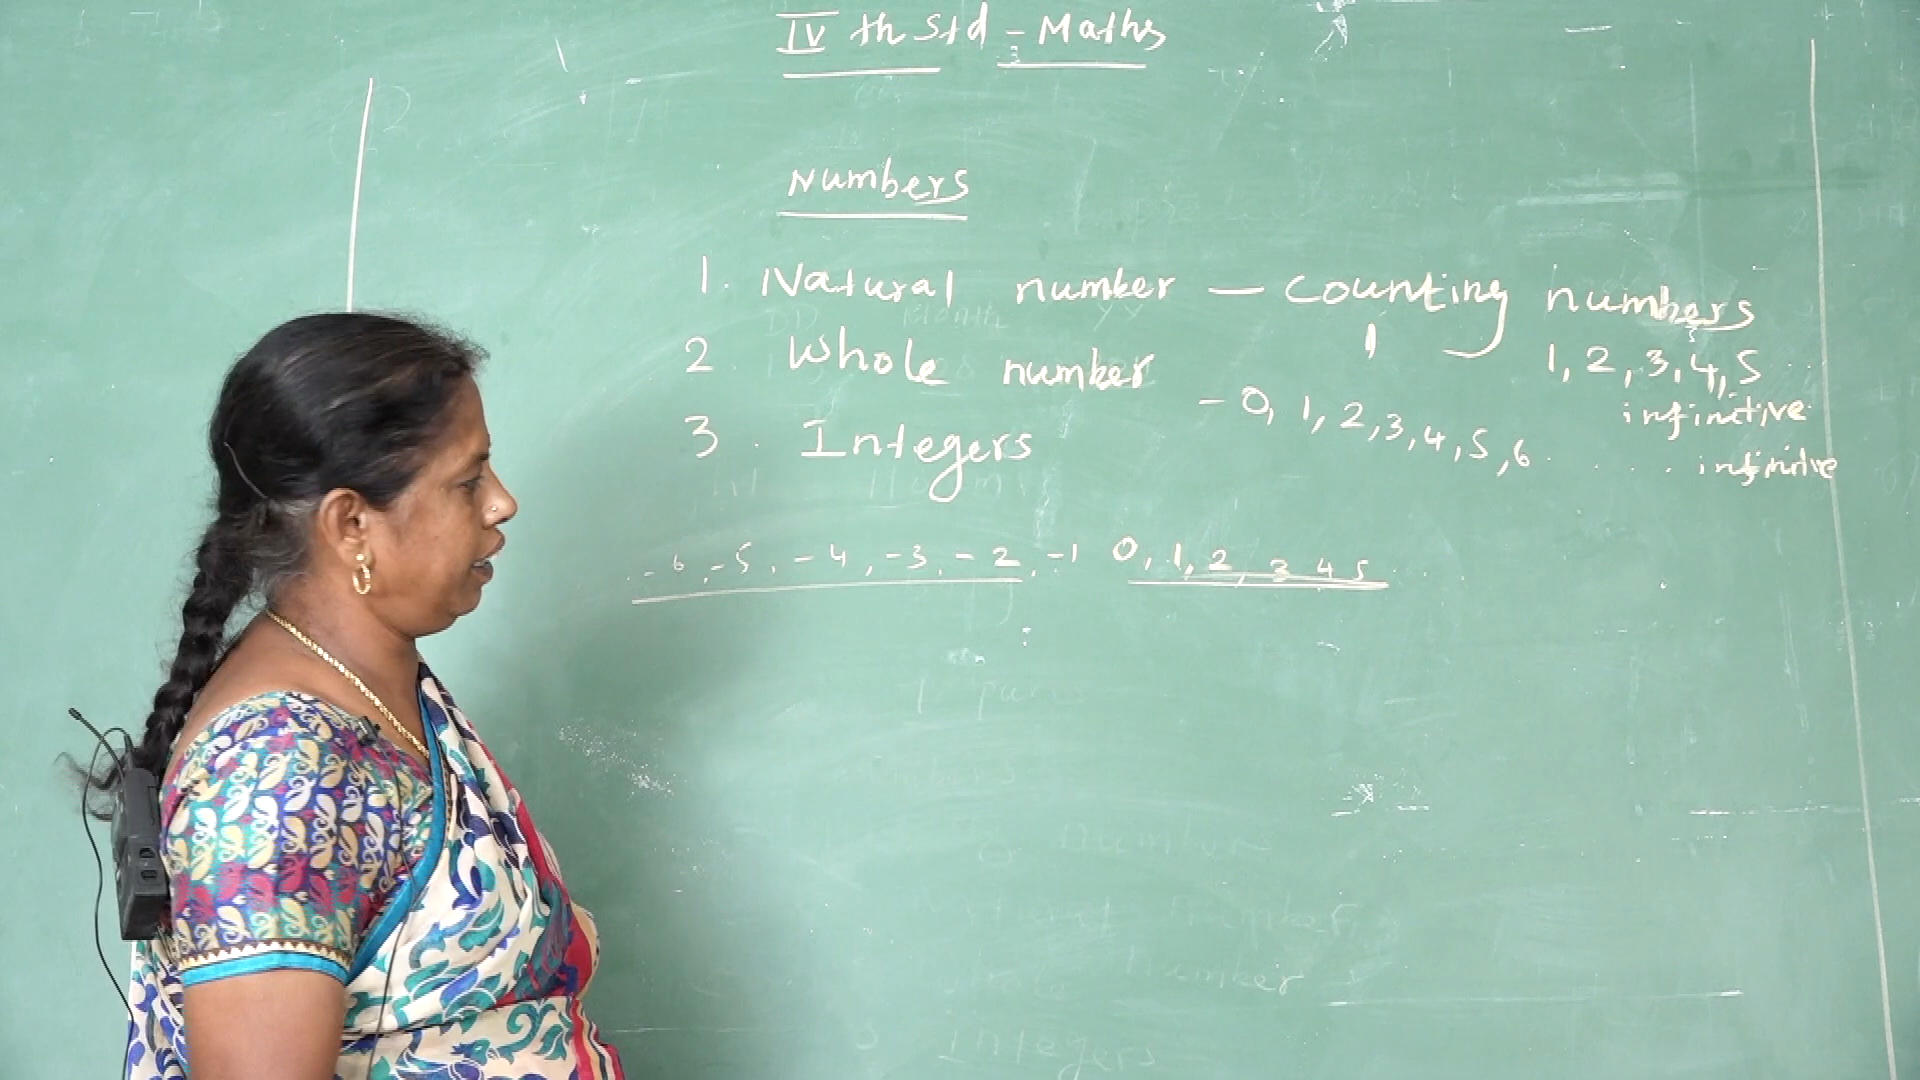 IV th Std - Maths
Numbers
1. Natural number — counting numbers
1 1, 2, 3, 4, 5 . .
2 Whole number - 0, 1, 2, 3, 4, 5, 6 . . . . . infinitive
infinitive
3. Integers
. . - 6, - 5, - 4, - 3, - 2, - 1 0, 1, 2, 3 4 5 . .
Integers